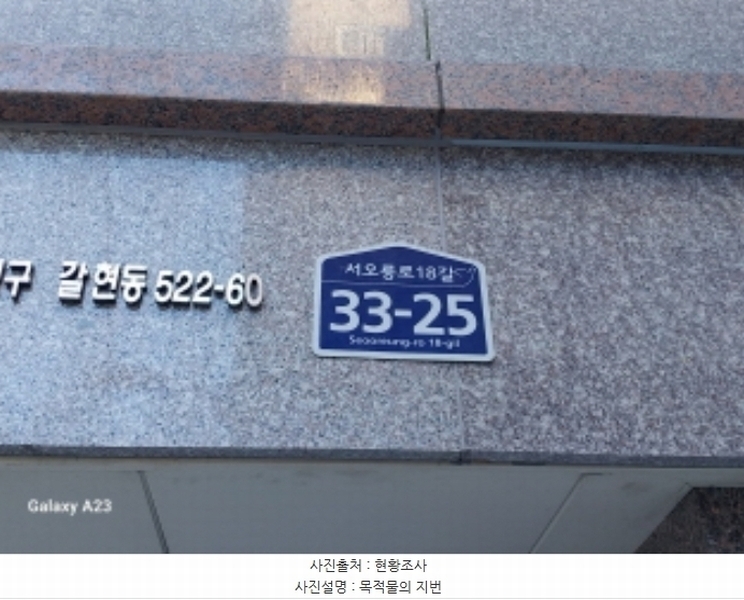 구 갈현동 522-60
서오릉로18길
33-25
Seooreung-ro 18-gil
Galaxy A23
사진출처 : 현황조사
사진설명 : 목적물의 지번